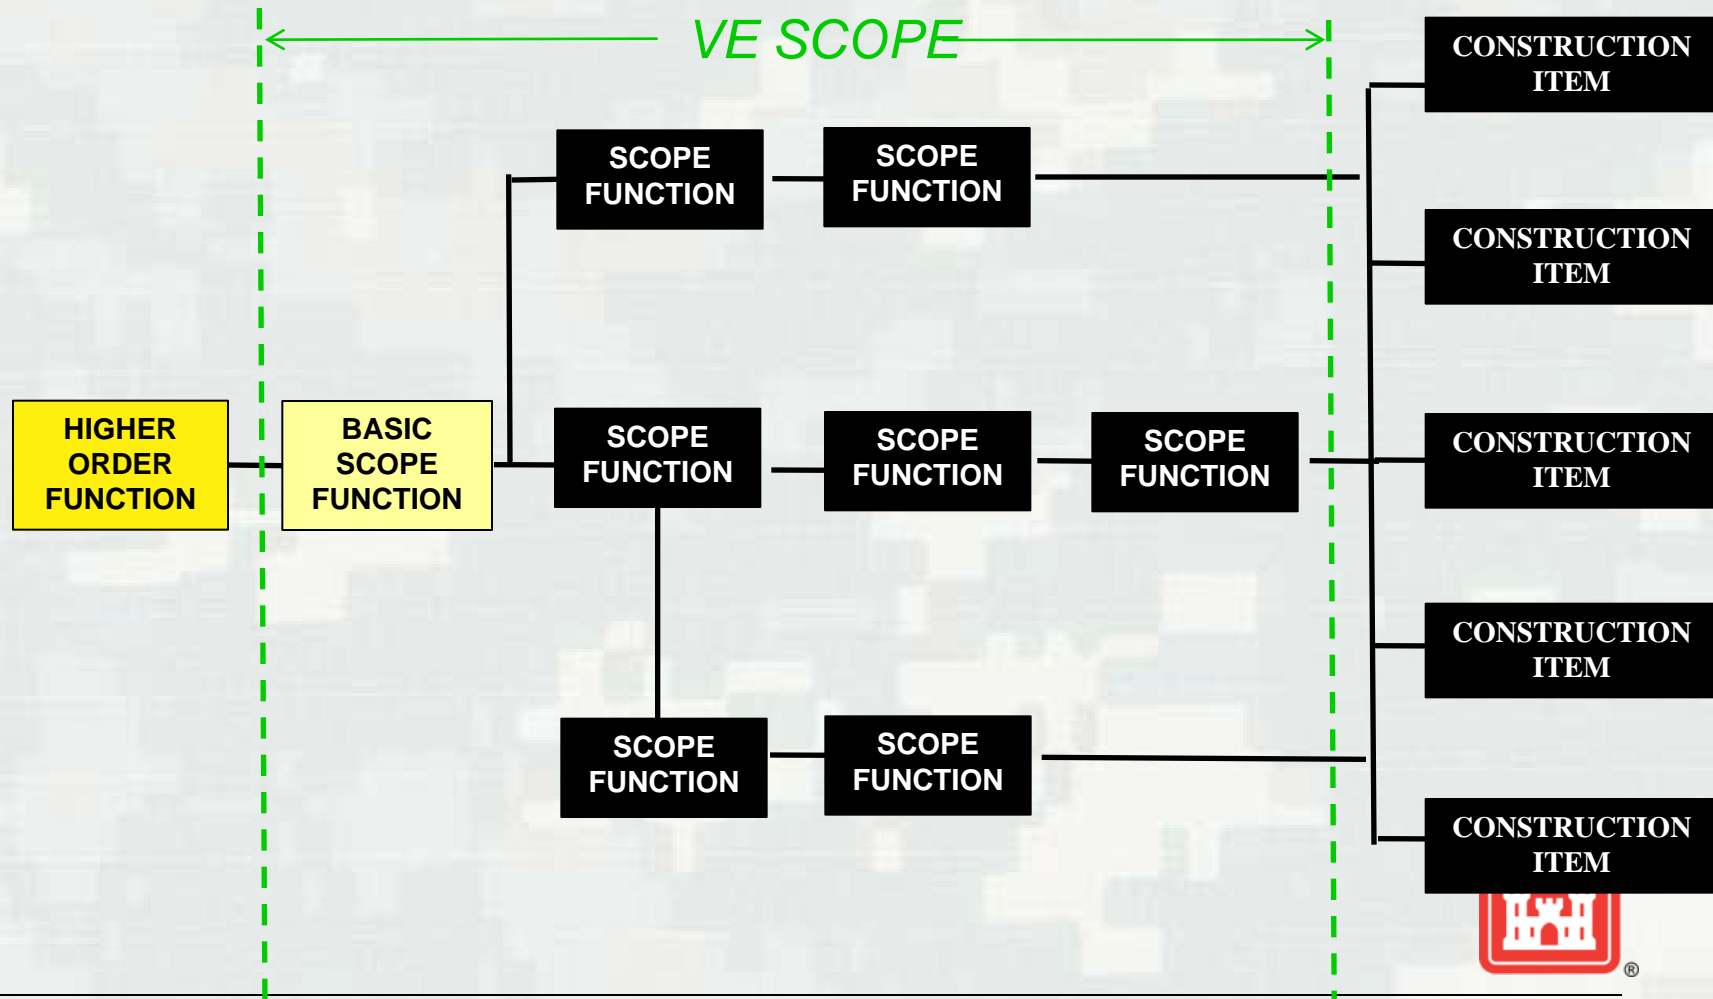 VE SCOPE
CONSTRUCTION
ITEM
SCOPE
FUNCTION
SCOPE
FUNCTION
CONSTRUCTION
ITEM
HIGHER
ORDER
FUNCTION
BASIC
SCOPE
FUNCTION
SCOPE
FUNCTION
SCOPE
FUNCTION
SCOPE
FUNCTION
CONSTRUCTION
ITEM
CONSTRUCTION
ITEM
SCOPE
FUNCTION
SCOPE
FUNCTION
CONSTRUCTION
ITEM
®